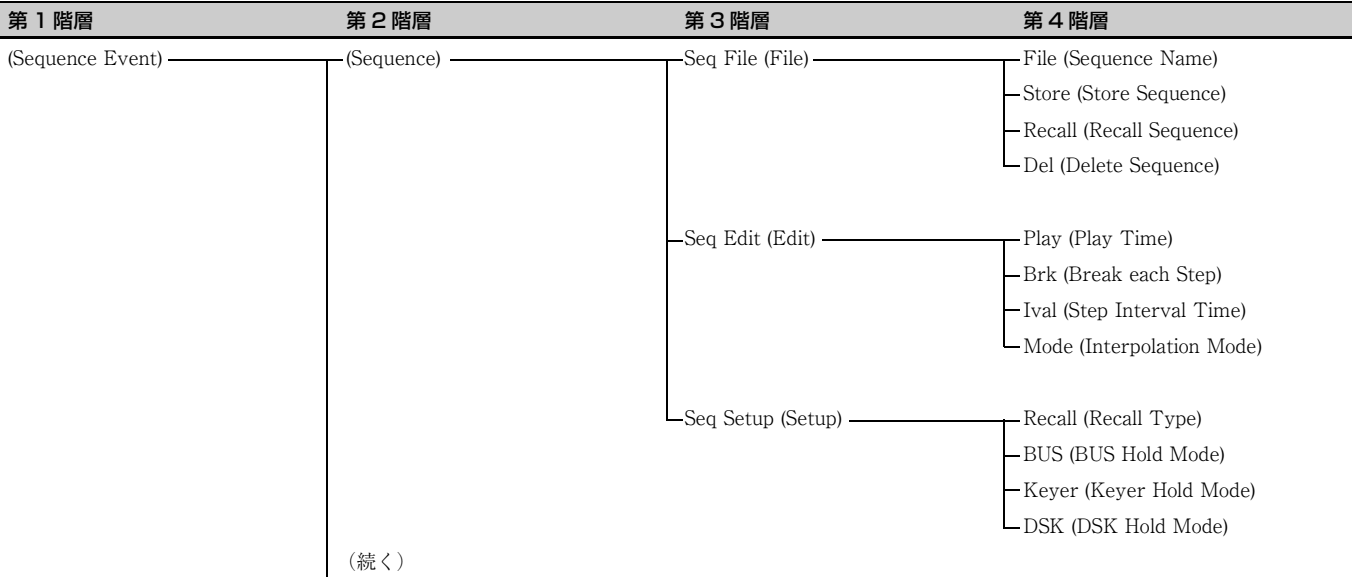 第1階層 第2階層 第3階層 第4階層
(Sequence Event) (Sequence) Seq File (File) File (Sequence Name)
Store (Store Sequence)
Recall (Recall Sequence)
Del (Delete Sequence)
Seq Edit (Edit) Play (Play Time)
Brk (Break each Step)
Ival (Step Interval Time)
Mode (Interpolation Mode)
Seq Setup (Setup) Recall (Recall Type)
BUS (BUS Hold Mode)
Keyer (Keyer Hold Mode)
DSK (DSK Hold Mode)
（続く）